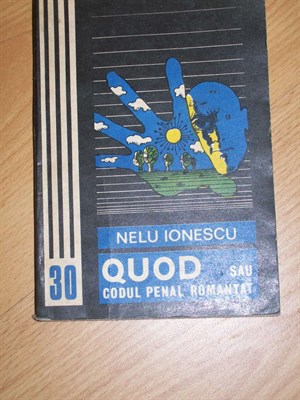 NELU IONESCU
QUOD SAU
CODUL PENAL ROMANȚAT
30